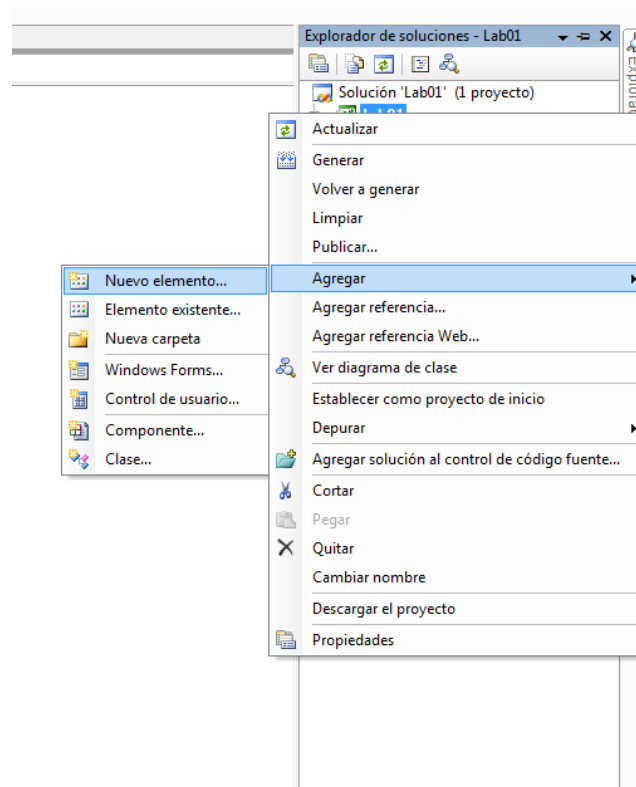 Explorador de soluciones - Lab01
Solución 'Lab01' (1 proyecto)
Lab01
Actualizar
Generar
Volver a generar
Limpiar
Publicar...
Agregar
Agregar referencia...
Agregar referencia Web...
Ver diagrama de clase
Establecer como proyecto de inicio
Depurar
Agregar solución al control de código fuente...
Cortar
Pegar
Quitar
Cambiar nombre
Descargar el proyecto
Propiedades
Nuevo elemento...
Elemento existente...
Nueva carpeta
Windows Forms...
Control de usuario...
Componente...
Clase...